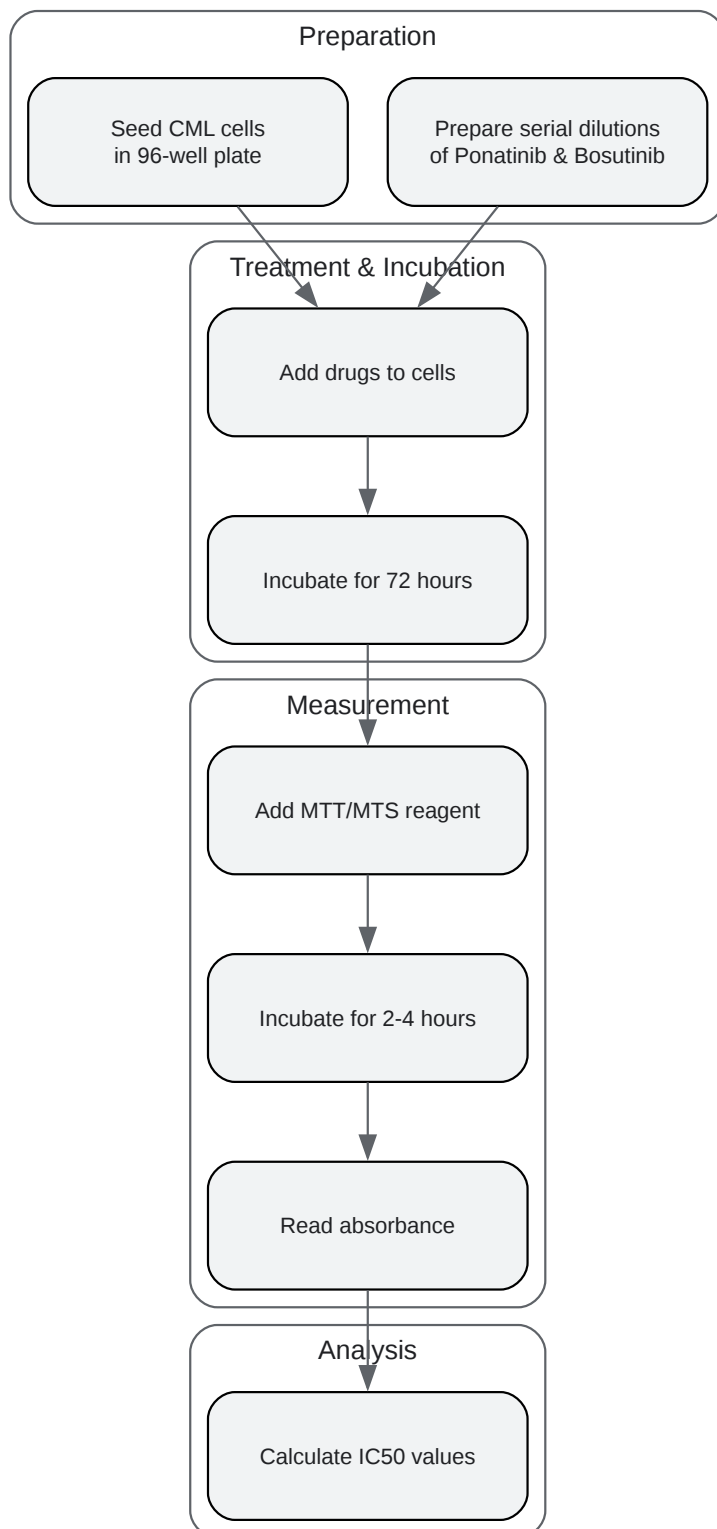 Preparation
Seed CML cells
in 96-well plate
Prepare serial dilutions
of Ponatinib & Bosutinib
Treatment & Incubation
Add drugs to cells
Incubate for 72 hours
Measurement
Add MTT/MTS reagent
Incubate for 2-4 hours
Read absorbance
Analysis
Calculate IC50 values